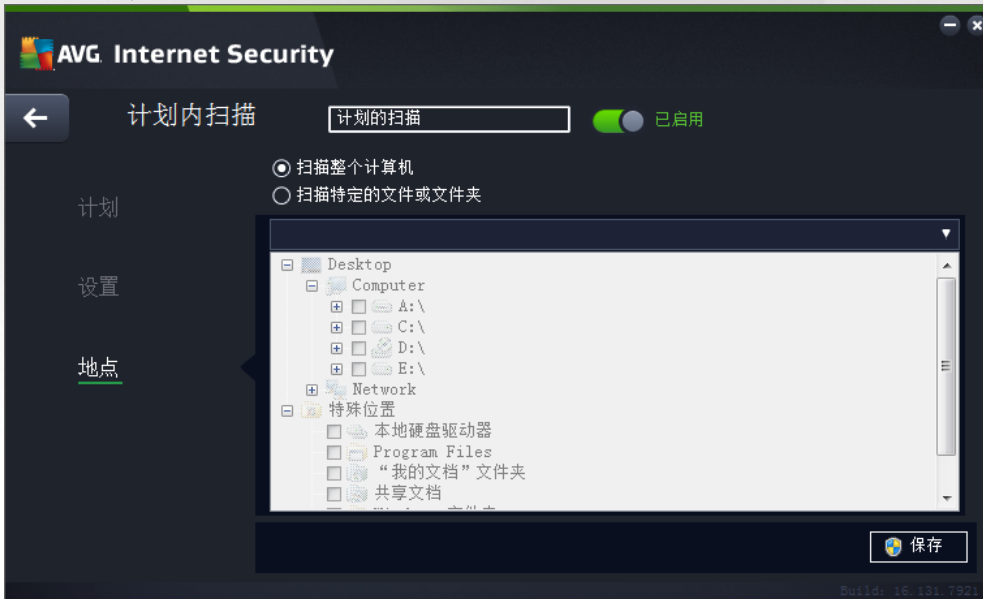 AVG. Internet Security
计划内扫描
计划的扫描
已启用
扫描整个计算机
扫描特定的文件或文件夹
计划
设置
地点
Desktop
Computer
A:\
C:\
D:\
E:\
Network
特殊位置
本地硬盘驱动器
Program Files
“我的文档”文件夹
共享文档
保存
Build: 16.131.7921